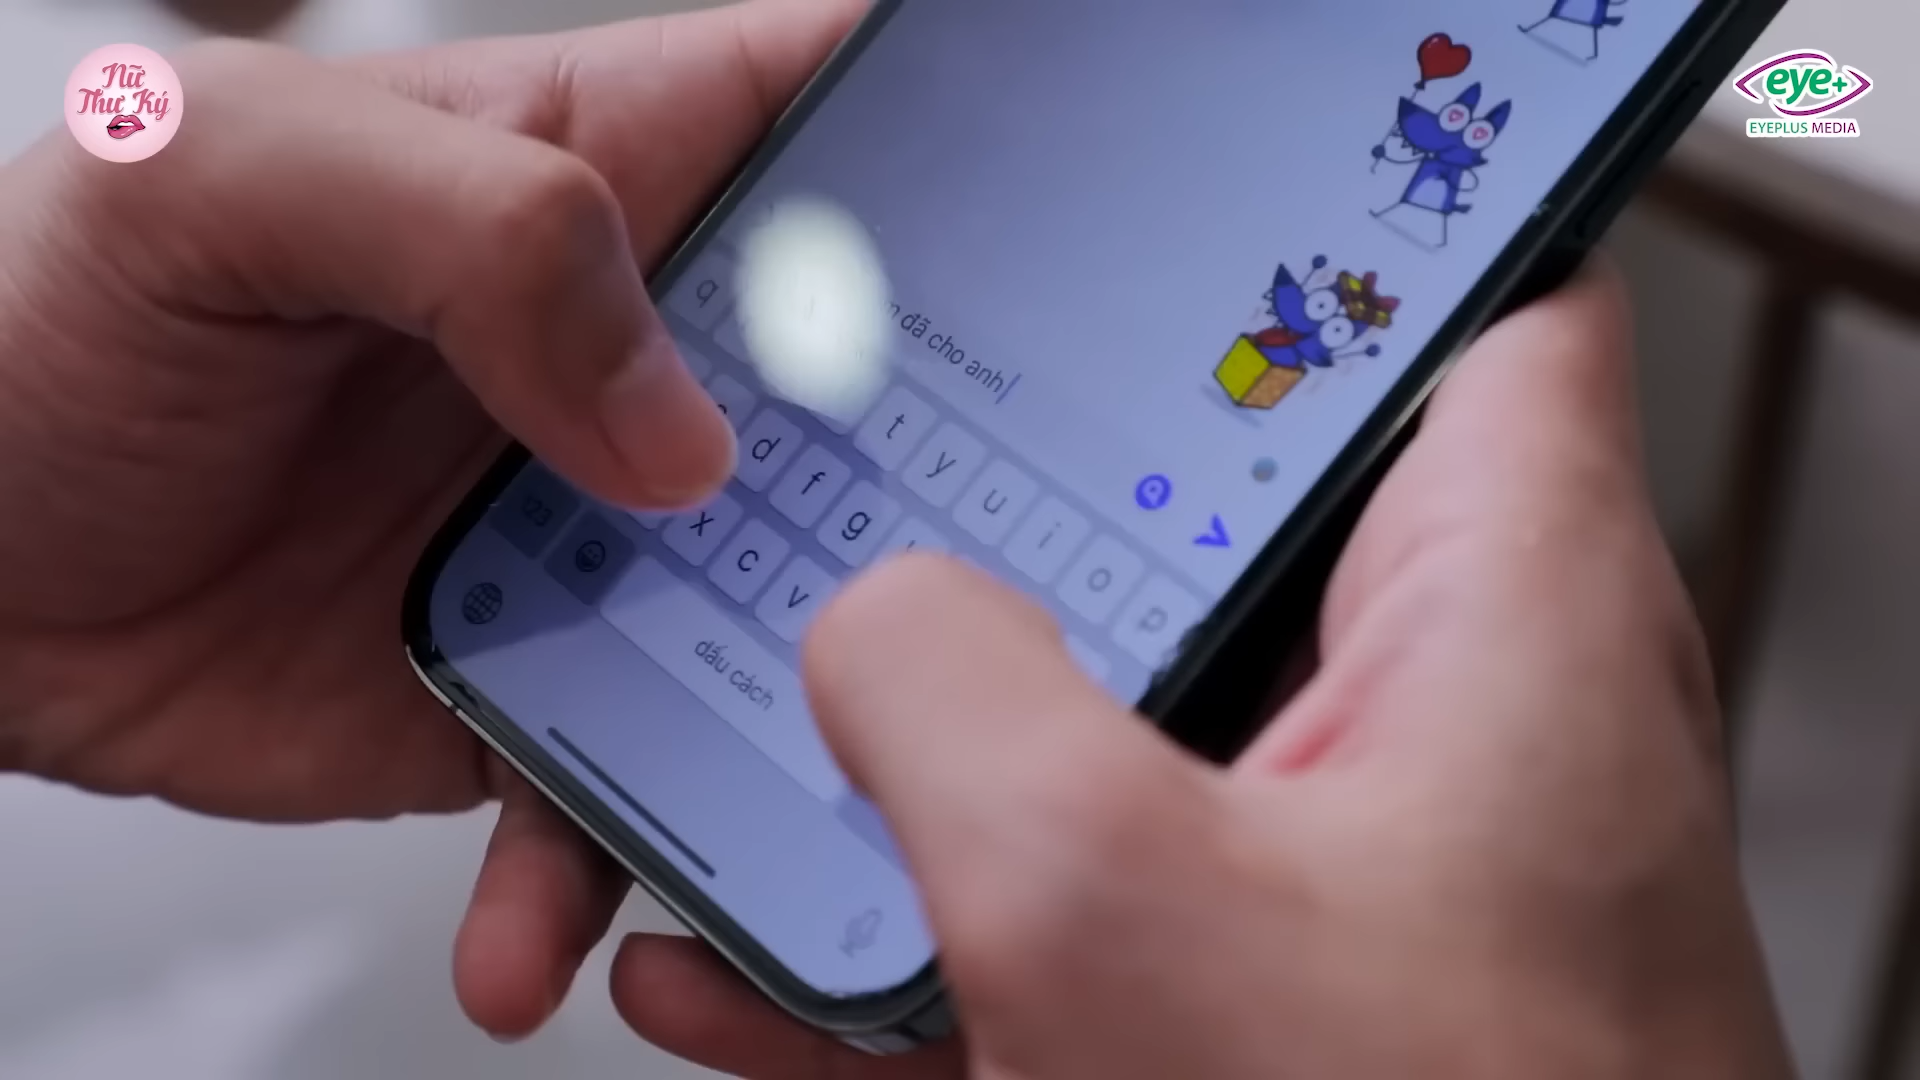 Nữ
Thư Ký
eye+
EYEPLUS MEDIA
đã cho anh
q
t y u i o p
d f g
x c v
123
dấu cách